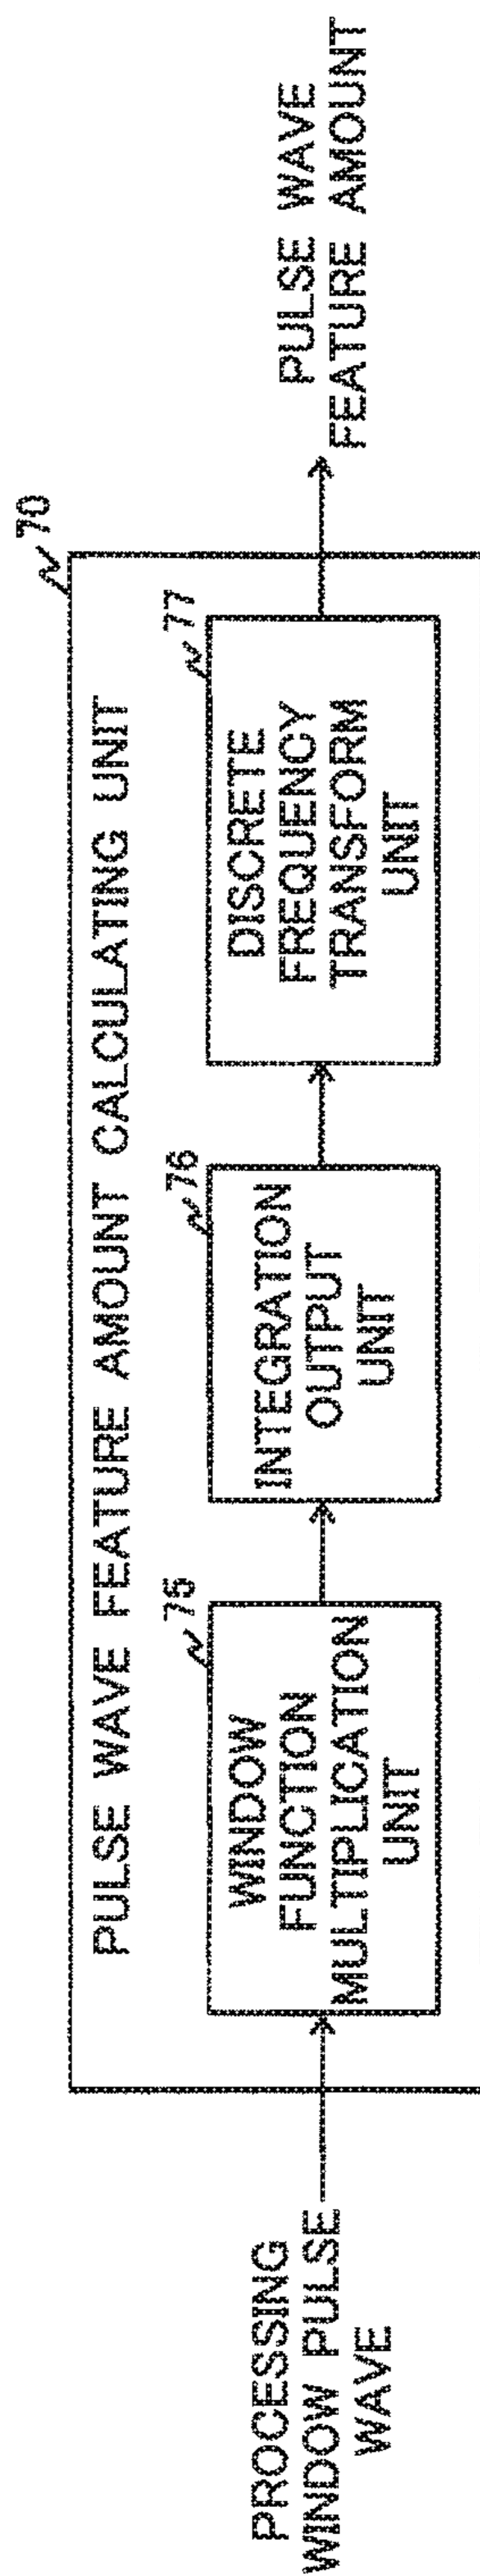 70
PULSE WAVE FEATURE AMOUNT CALCULATING UNIT
PROCESSING
WINDOW PULSE
WAVE
75
WINDOW
FUNCTION
MULTIPLICATION
UNIT
76
INTEGRATION
OUTPUT
UNIT
77
DISCRETE
FREQUENCY
TRANSFORM
UNIT
PULSE WAVE
FEATURE AMOUNT